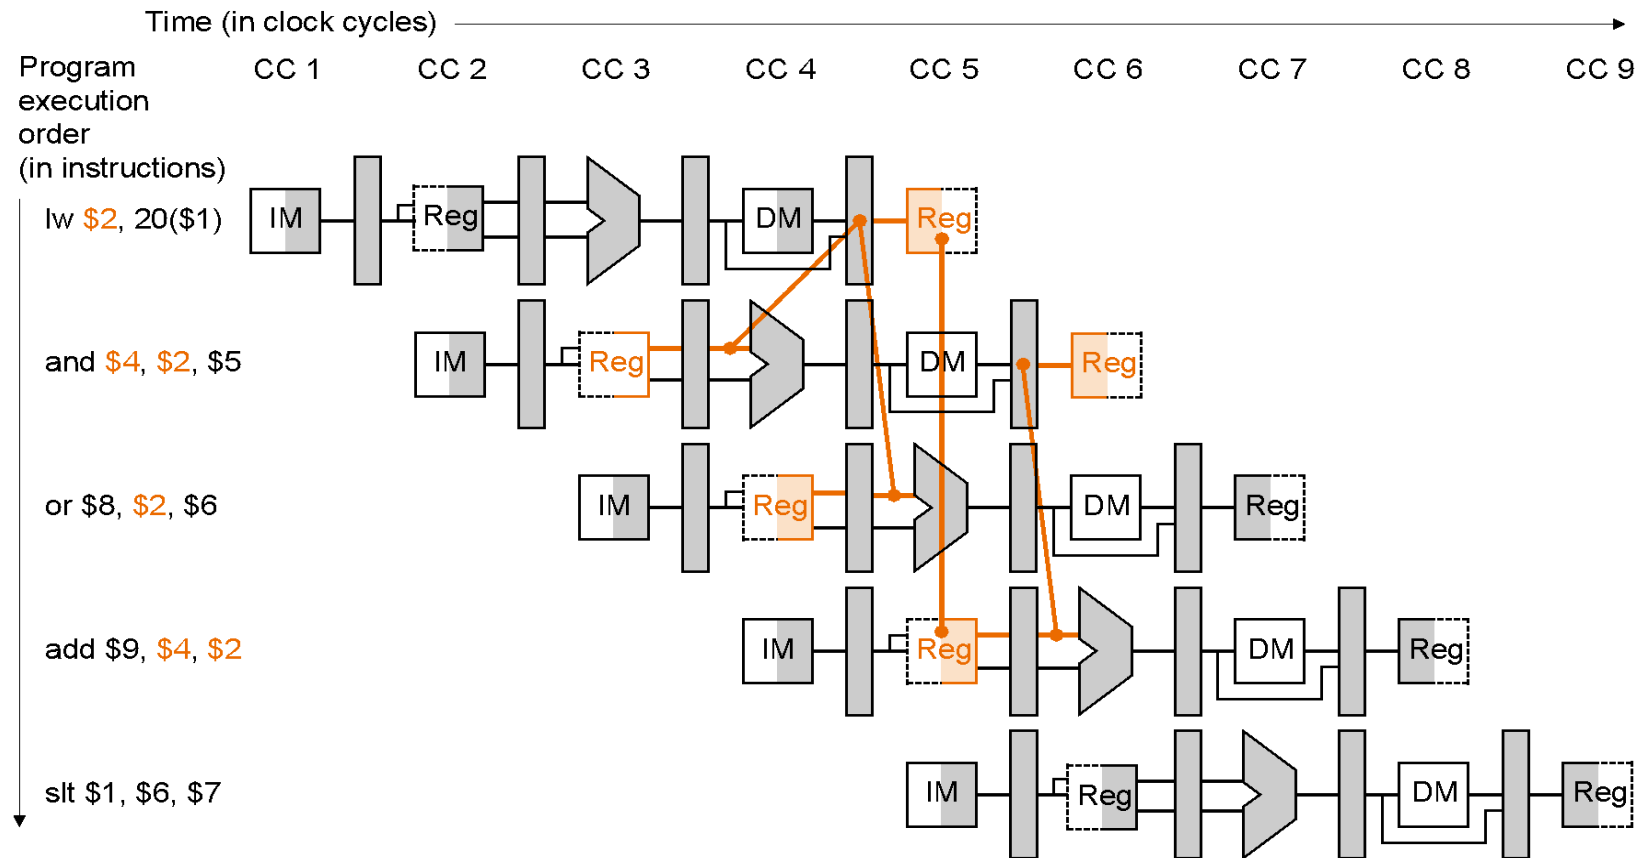 Time (in clock cycles)
Program
execution
order
(in instructions)
CC 1 CC 2 CC 3 CC 4 CC 5 CC 6 CC 7 CC 8 CC 9
lw $2, 20($1) IM Reg DM Reg
and $4, $2, $5 IM Reg DM Reg
or $8, $2, $6 IM Reg DM Reg
add $9, $4, $2 IM Reg DM Reg
slt $1, $6, $7 IM Reg DM Reg